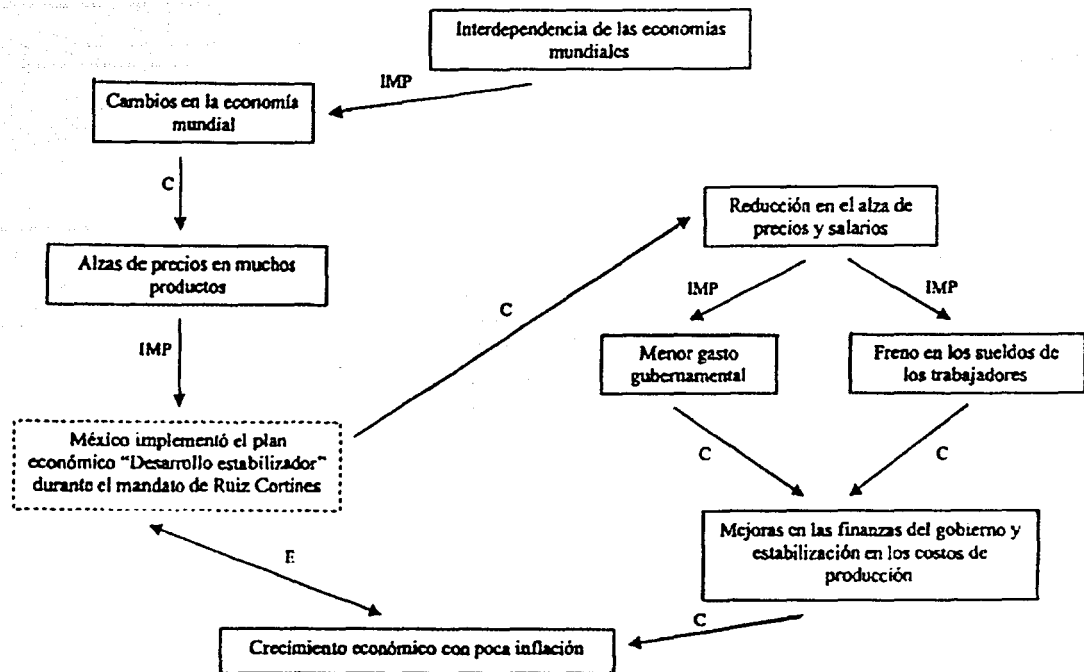 Interdependencia de las economías
mundiales
IMP
Cambios en la economía
mundial
C
Alzas de precios en muchos
productos
IMP
México implementó el plan
económico “Desarrollo estabilizador”
durante el mandato de Ruiz Cortines
C
Reducción en el alza de
precios y salarios
IMP
IMP
Menor gasto
gubernamental
Freno en los sueldos de
los trabajadores
C
C
Mejoras en las finanzas del gobierno y
estabilización en los costos de
producción
E
C
Crecimiento económico con poca inflación